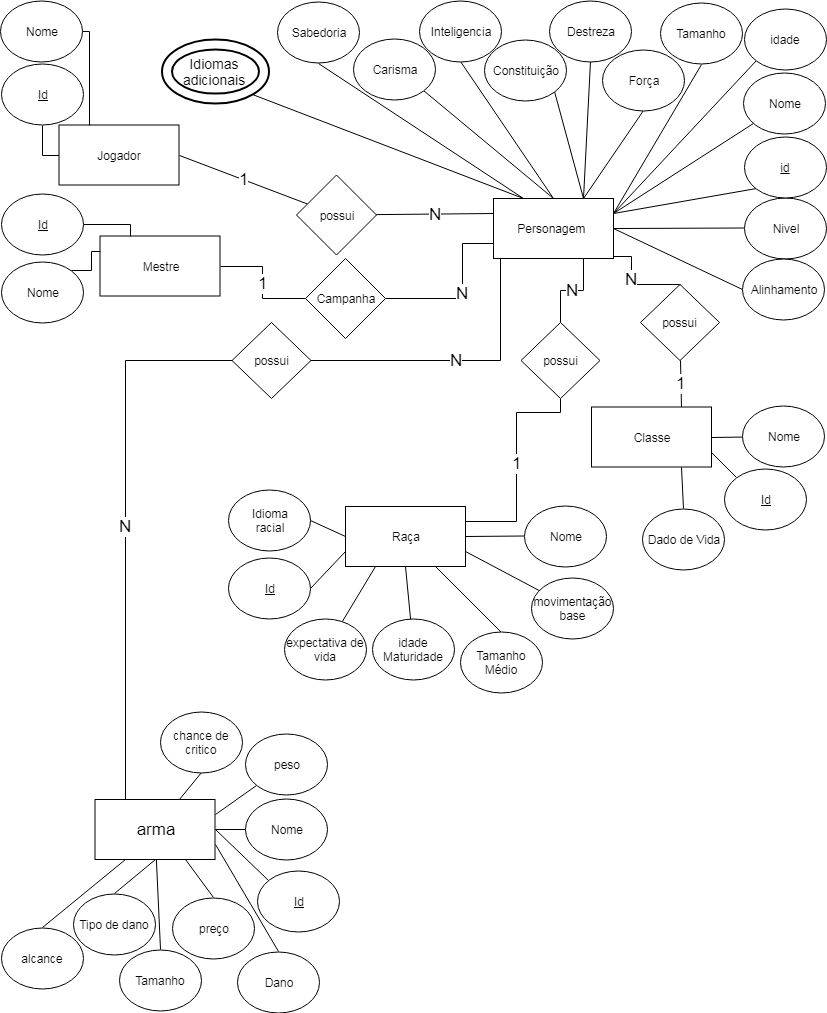 Nome
Id
Jogador
Idiomas
adicionais
Sabedoria
Carisma
Inteligencia
Constituição
Destreza
Força
Tamanho
idade
Nome
id
Nivel
Alinhamento
Personagem
1
possui
N
Id
Nome
Mestre
1
Campanha
N
possui
N
N
N
possui
1
N
possui
1
Classe
Nome
Id
Dado de Vida
Idioma
racial
Id
Raça
Nome
movimentação
base
expectativa de
vida
idade
Maturidade
Tamanho
Médio
chance de
critico
peso
arma
Nome
Id
alcance
Tipo de dano
Tamanho
preço
Dano